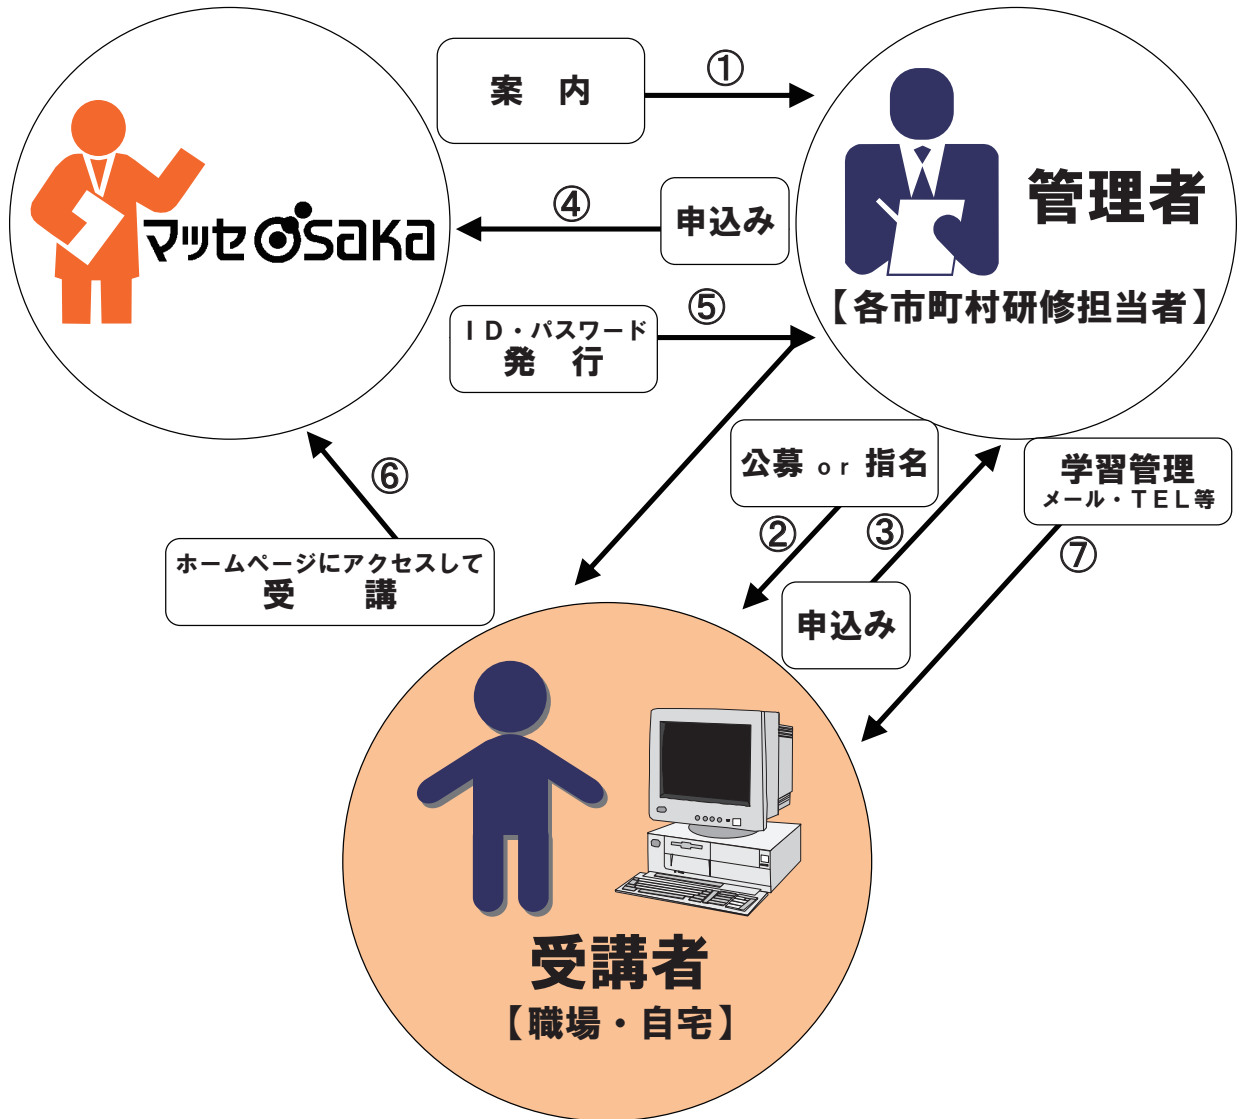 案　内
①
マッセOsaka
管理者
【各市町村研修担当者】
④
申込み
⑤
ＩＤ・パスワード
発　行
公募 ｏｒ 指名
②
③
申込み
学習管理
メール・ＴＥＬ等
⑦
⑥
ホームページにアクセスして
受　講
受講者
【職場・自宅】